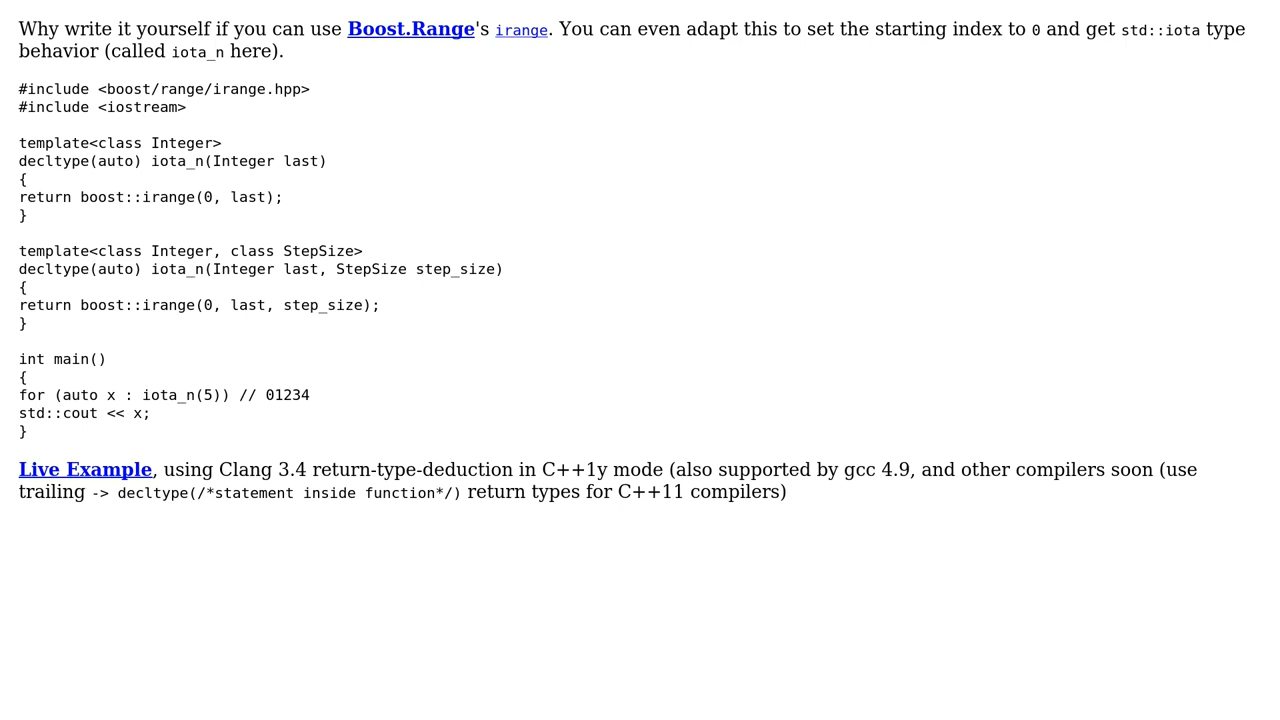 Why write it yourself if you can use Boost.Range's irange. You can even adapt this to set the starting index to 0 and get std::iota type
behavior (called iota_n here).
#include <boost/range/irange.hpp>
#include <iostream>
template<class Integer>
decltype(auto) iota_n(Integer last)
{
return boost::irange(0, last);
}
template<class Integer, class StepSize>
decltype(auto) iota_n(Integer last, StepSize step_size)
{
return boost::irange(0, last, step_size);
}
int main()
{
for (auto x : iota_n(5)) // 01234
std::cout << x;
}
Live Example, using Clang 3.4 return-type-deduction in C++1y mode (also supported by gcc 4.9, and other compilers soon (use
trailing -> decltype(/*statement inside function*/) return types for C++11 compilers)